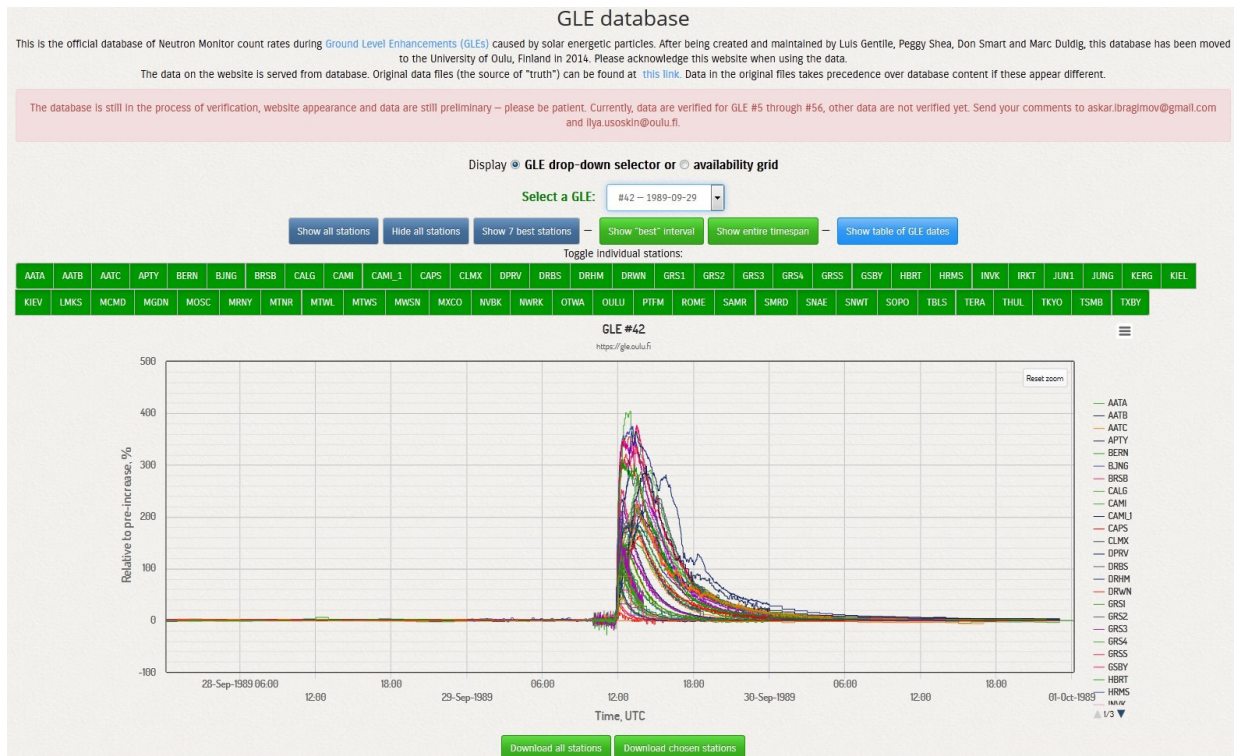 GLE database
This is the official database of Neutron Monitor count rates during Ground Level Enhancements (GLEs) caused by solar energetic particles. After being created and maintained by Luis Gentile, Peggy Shea, Don Smart and Marc Duldig, this database has been moved
to the University of Oulu, Finland in 2014. Please acknowledge this website when using the data.
The data on the website is served from database. Original data files (the source of "truth") can be found at this link. Data in the original files takes precedence over database content if these appear different.
The database is still in the process of verification, website appearance and data are still preliminary — please be patient. Currently, data are verified for GLE #5 through #56, other data are not verified yet. Send your comments to askar.ibragimov@gmail.com
and ilya.usoskin@oulu.fi.
Display GLE drop-down selector or availability grid
Select a GLE: #42 — 1989-09-29
Show all stations Hide all stations Show 7 best stations — Show "best" interval Show entire timespan — Show table of GLE dates
Toggle individual stations:
AATA AATB AATC APTY BERN BJNG BRSB CALG CAMI CAMI_1 CAPS CLMX DPRV DRBS DRHM DRWN GRS1 GRS2 GRS3 GRS4 GRSS GSBY HBRT HRMS INVK IRKT JUN1 JUNG KERG KIEL
KIEV LMKS MCMD MGDN MOSC MRNY MTNR MTWL MTWS MWSN MXCO NVBK NWRK OTWA OULU PTFM ROME SAMR SMRD SNAE SNWT SOPO TBLS TERA THUL TKYO TSMB TXBY
GLE #42
https://gle.oulu.fi
Reset zoom
Relative to pre-increase, %
500
400
300
200
100
0
-100
28-Sep-1989 06:00
12:00
18:00
29-Sep-1989
06:00
12:00
18:00
30-Sep-1989
06:00
12:00
18:00
01-Oct-1989
Time, UTC
AATA
AATB
AATC
APTY
BERN
BJNG
BRSB
CALG
CAMI
CAMI_1
CAPS
CLMX
DPRV
DRBS
DRHM
DRWN
GRS1
GRS2
GRS3
GRS4
GRSS
GSBY
HBRT
HRMS
INVK
1/3
Download all stations Download chosen stations